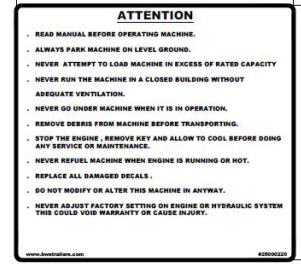 ATTENTION
. READ MANUAL BEFORE OPERATING MACHINE.
. ALWAYS PARK MACHINE ON LEVEL GROUND.
. NEVER ATTEMPT TO LOAD MACHINE IN EXCESS OF RATED CAPACITY
. NEVER RUN THE MACHINE IN A CLOSED BUILDING WITHOUT
ADEQUATE VENTILATION.
. NEVER GO UNDER MACHINE WHEN IT IS IN OPERATION.
. REMOVE DEBRIS FROM MACHINE BEFORE TRANSPORTING.
. STOP THE ENGINE , REMOVE KEY AND ALLOW TO COOL BEFORE DOING
ANY SERVICE OR MAINTENANCE.
. NEVER REFUEL MACHINE WHEN ENGINE IS RUNNING OR HOT.
. REPLACE ALL DAMAGED DECALS .
. DO NOT MODIFY OR ALTER THIS MACHINE IN ANYWAY.
. NEVER ADJUST FACTORY SETTING ON ENGINE OR HYDRAULIC SYSTEM
THIS COULD VOID WARRANTY OR CAUSE INJURY.
www.bwstrailers.com #25000220